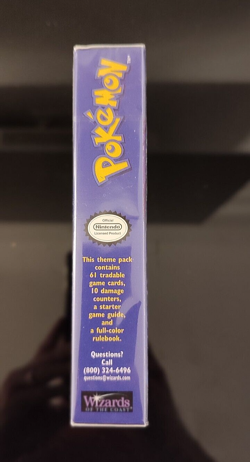 POKéMON
Official
Nintendo
Licensed Product
This theme pack
contains
61 tradable
game cards,
10 damage
counters,
a starter
game guide,
and a
full-color
rulebook.
Questions?
Call
(800) 324-6496
questions@wizards.com
Wizards
OF THE COAST